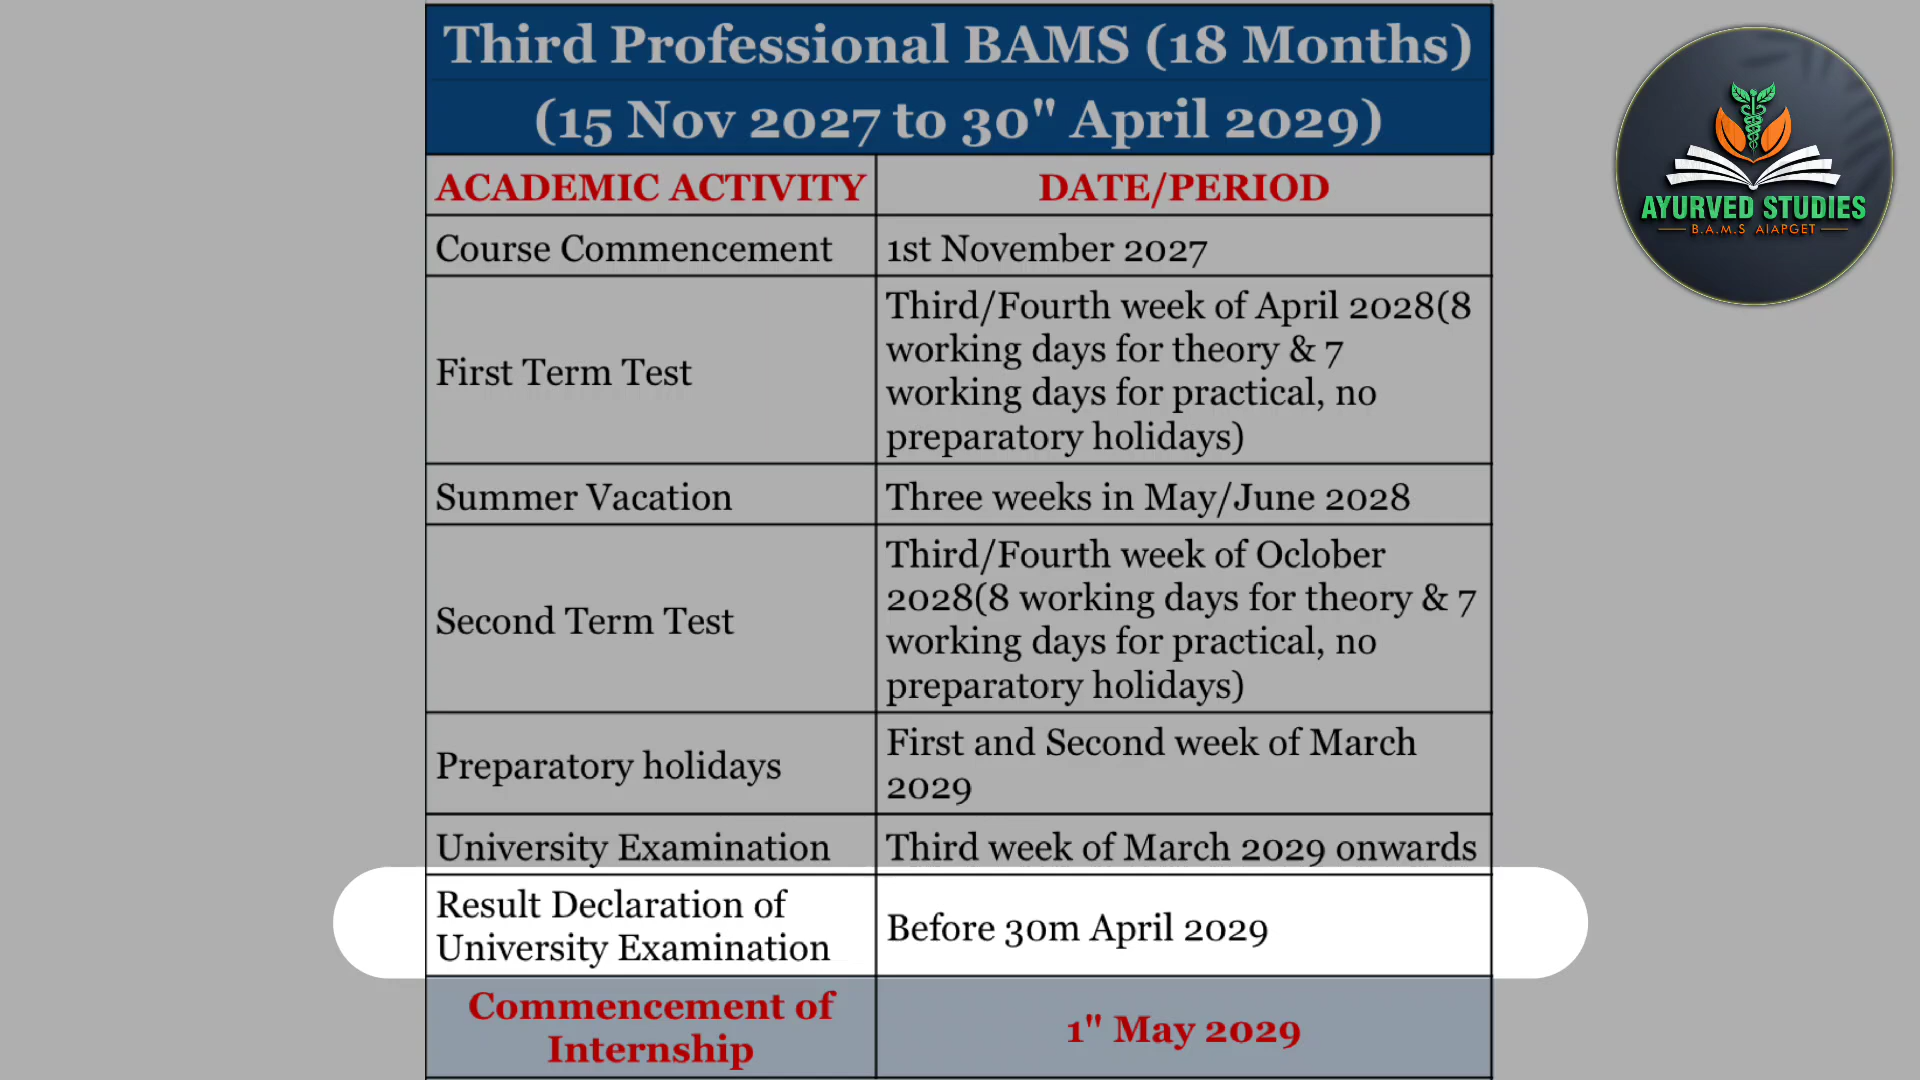 Third Professional BAMS (18 Months)
(15 Nov 2027 to 30" April 2029)
ACADEMIC ACTIVITY
DATE/PERIOD
Course Commencement
1st November 2027
First Term Test
Third/Fourth week of April 2028(8
working days for theory & 7
working days for practical, no
preparatory holidays)
Summer Vacation
Three weeks in May/June 2028
Second Term Test
Third/Fourth week of Oclober
2028(8 working days for theory & 7
working days for practical, no
preparatory holidays)
Preparatory holidays
First and Second week of March
2029
University Examination
Third week of March 2029 onwards
Result Declaration of
University Examination
Before 30m April 2029
Commencement of
Internship
1" May 2029
AYURVED STUDIES
B.A.M.S AIAPGET